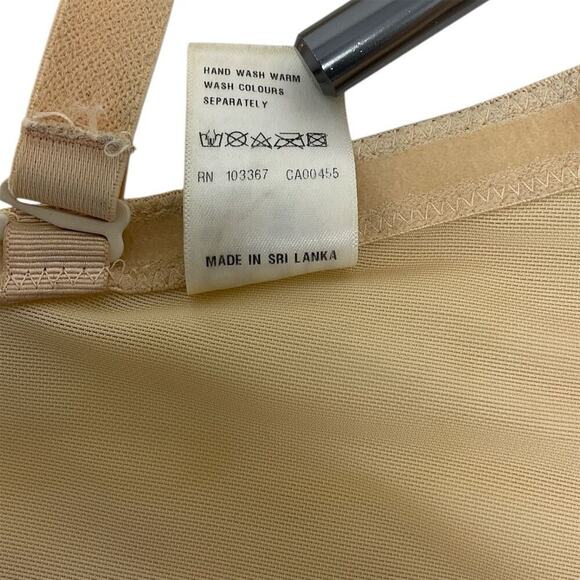 HAND WASH WARM
WASH COLOURS
SEPARATELY
RN 103367 CA00455
MADE IN SRI LANKA